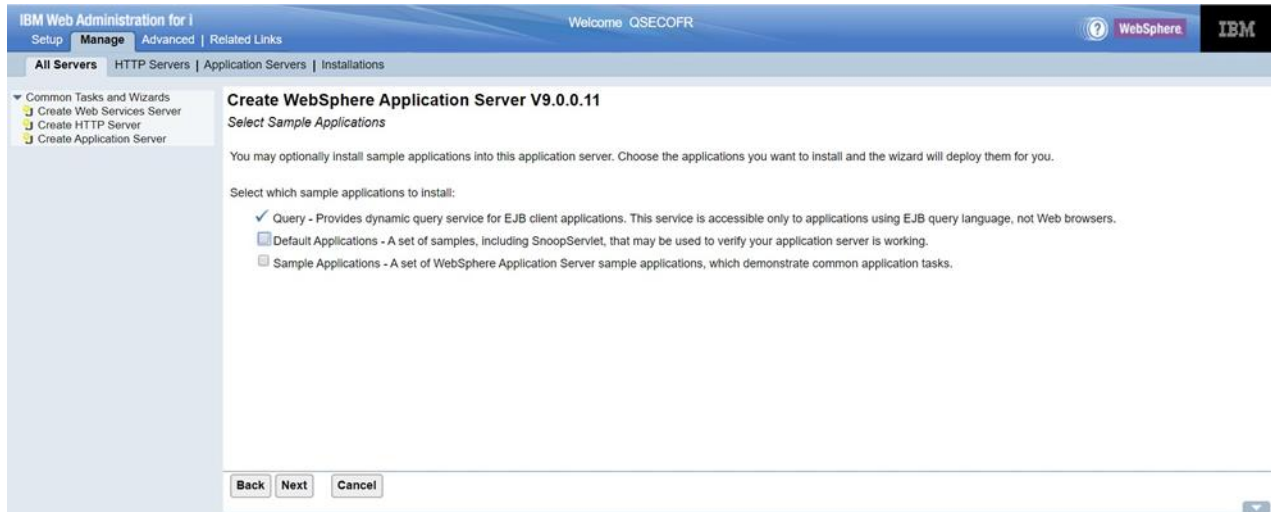 IBM Web Administration for i
Welcome QSECOFR
? WebSphere. IBM
Setup Manage Advanced | Related Links
All Servers HTTP Servers | Application Servers | Installations
Common Tasks and Wizards
Create Web Services Server
Create HTTP Server
Create Application Server
Create WebSphere Application Server V9.0.0.11
Select Sample Applications
You may optionally install sample applications into this application server. Choose the applications you want to install and the wizard will deploy them for you.
Select which sample applications to install:
Query - Provides dynamic query service for EJB client applications. This service is accessible only to applications using EJB query language, not Web browsers.
Default Applications - A set of samples, including SnoopServlet, that may be used to verify your application server is working.
Sample Applications - A set of WebSphere Application Server sample applications, which demonstrate common application tasks.
Back Next Cancel